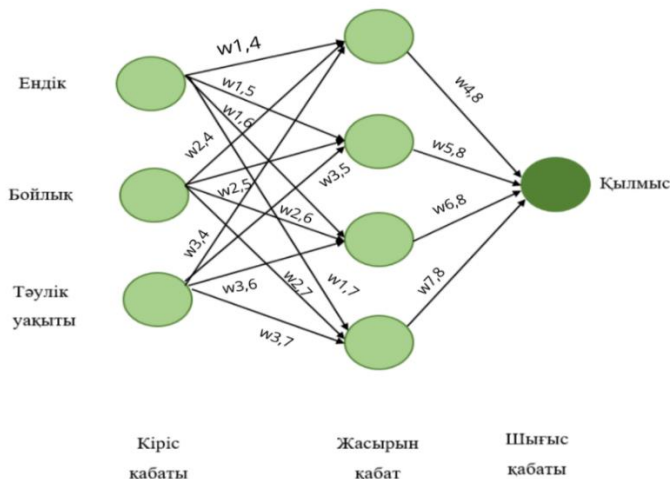 w1,4
Ендік
w1,5
w1,6
w4,8
w2,4
w5,8
w3,5
Бойлық
w2,5
Қылмыс
w2,6
w6,8
w3,4
Тәулік
уақыты
w3,6
w2,7
w1,7
w7,8
w3,7
Кіріс
қабаты
Жасырын
қабат
Шығыс
қабаты